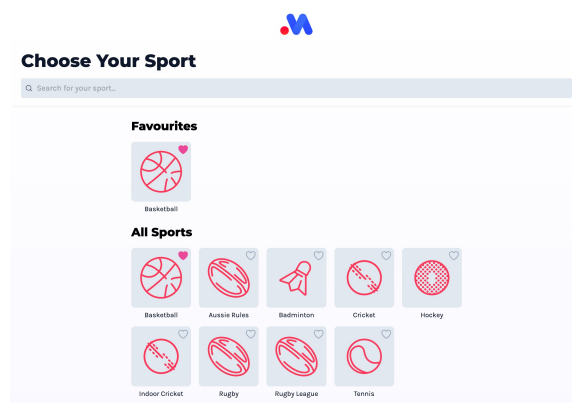 Choose Your Sport
Search for your sport...
Favourites
Basketball
All Sports
Basketball
Aussie Rules
Badminton
Cricket
Hockey
Indoor Cricket
Rugby
Rugby League
Tennis